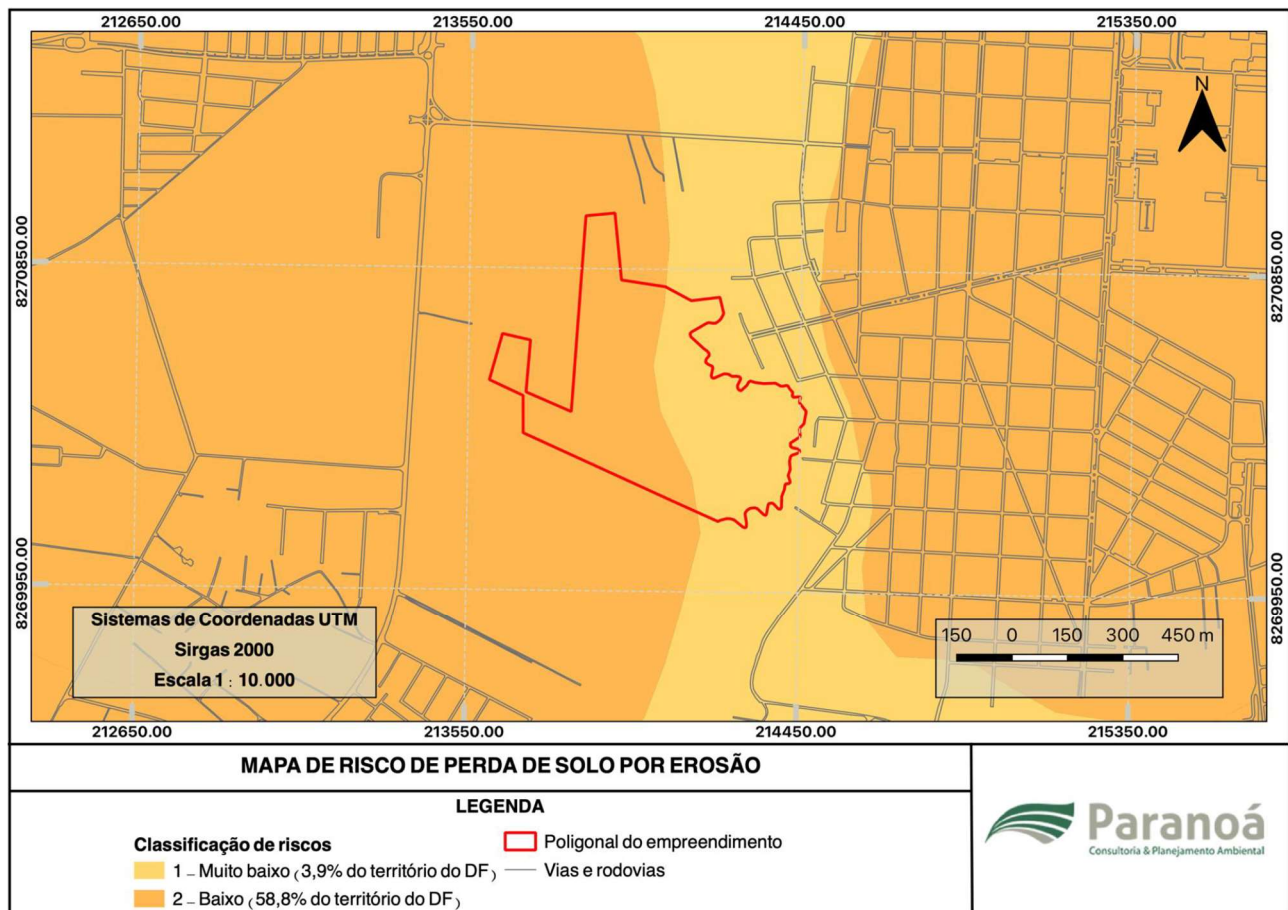 212650.00 213550.00 214450.00 215350.00
N
8270850.00
8270850.00
8269950.00
8269950.00
Sistemas de Coordenadas UTM
Sirgas 2000
Escala 1 : 10.000
150 0 150 300 450 m
212650.00 213550.00 214450.00 215350.00
MAPA DE RISCO DE PERDA DE SOLO POR EROSÃO
LEGENDA
Classificação de riscos
1 – Muito baixo (3,9% do território do DF)
2 – Baixo (58,8% do território do DF)
Poligonal do empreendimento
Vias e rodovias
Paranoá
Consultoria & Planejamento Ambiental